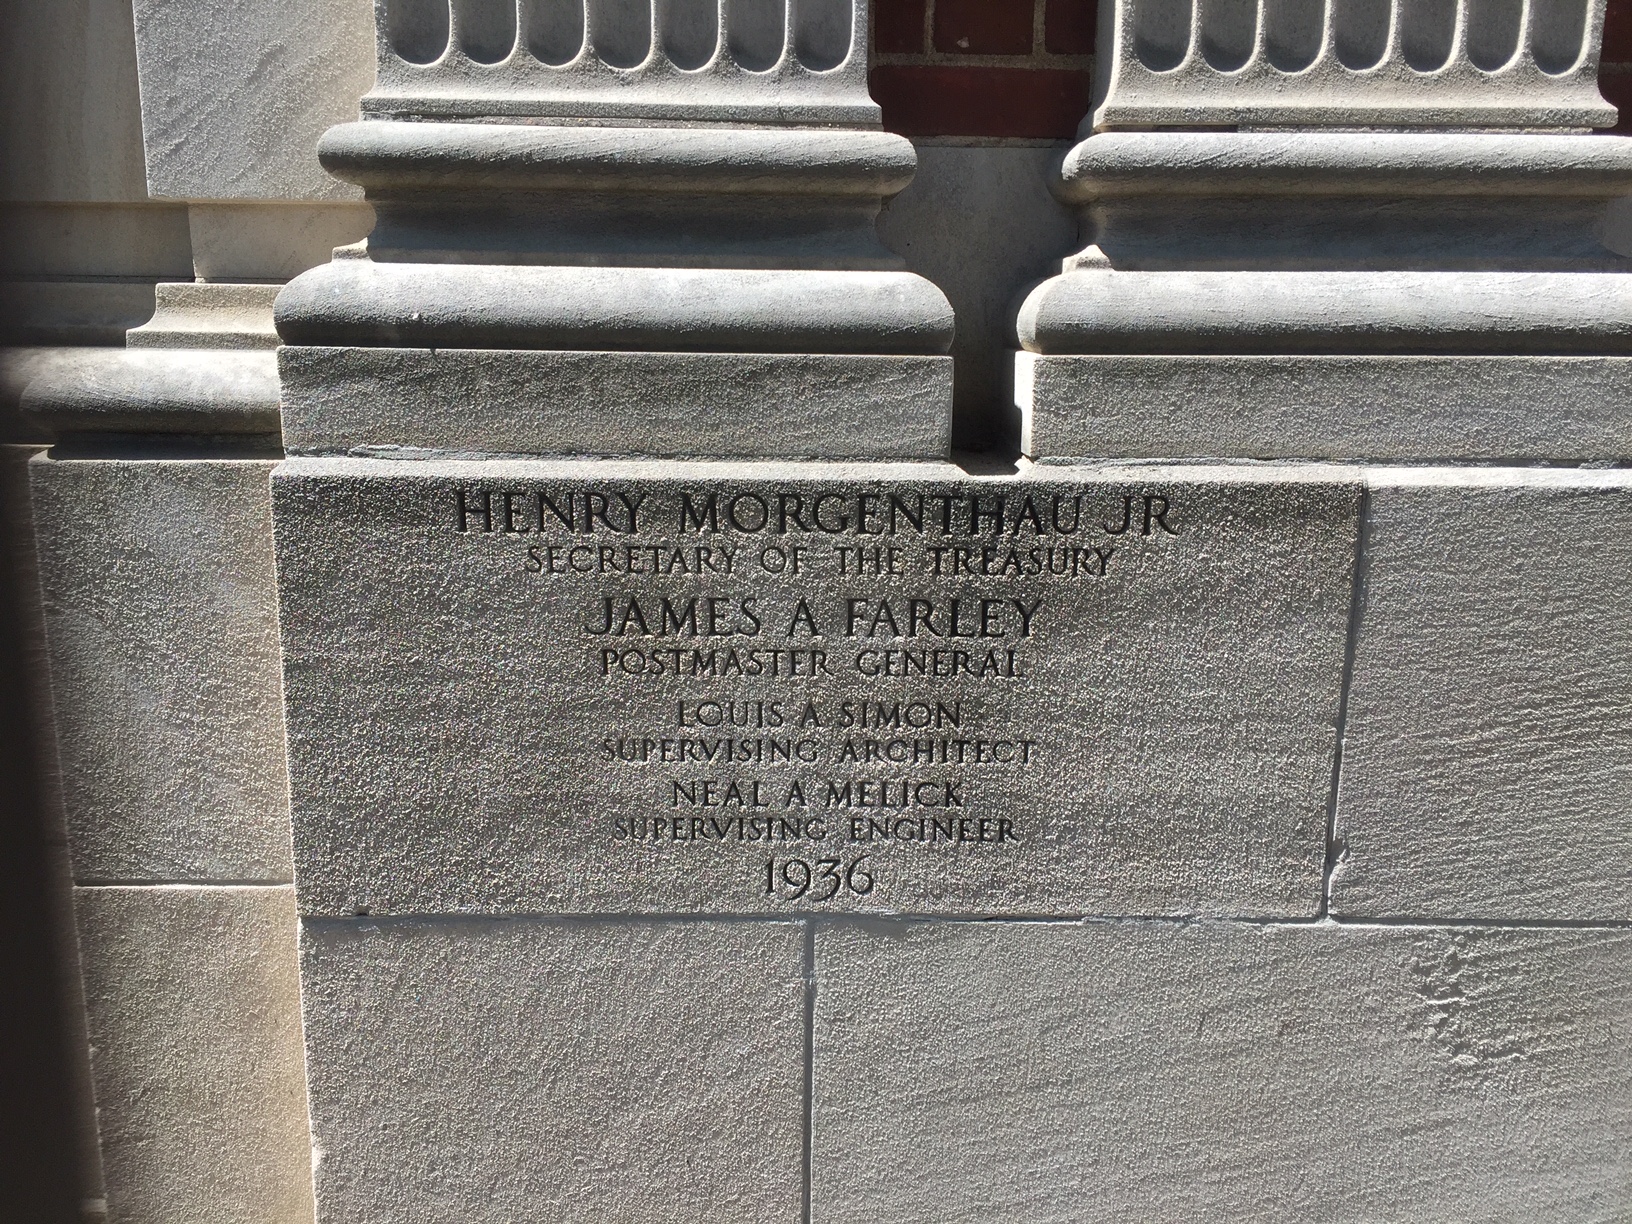 HENRY MORGENTHAU JR
SECRETARY OF THE TREASURY
JAMES A FARLEY
POSTMASTER GENERAL
LOUIS A SIMON
SUPERVISING ARCHITECT
NEAL A MELICK
SUPERVISING ENGINEER
1936